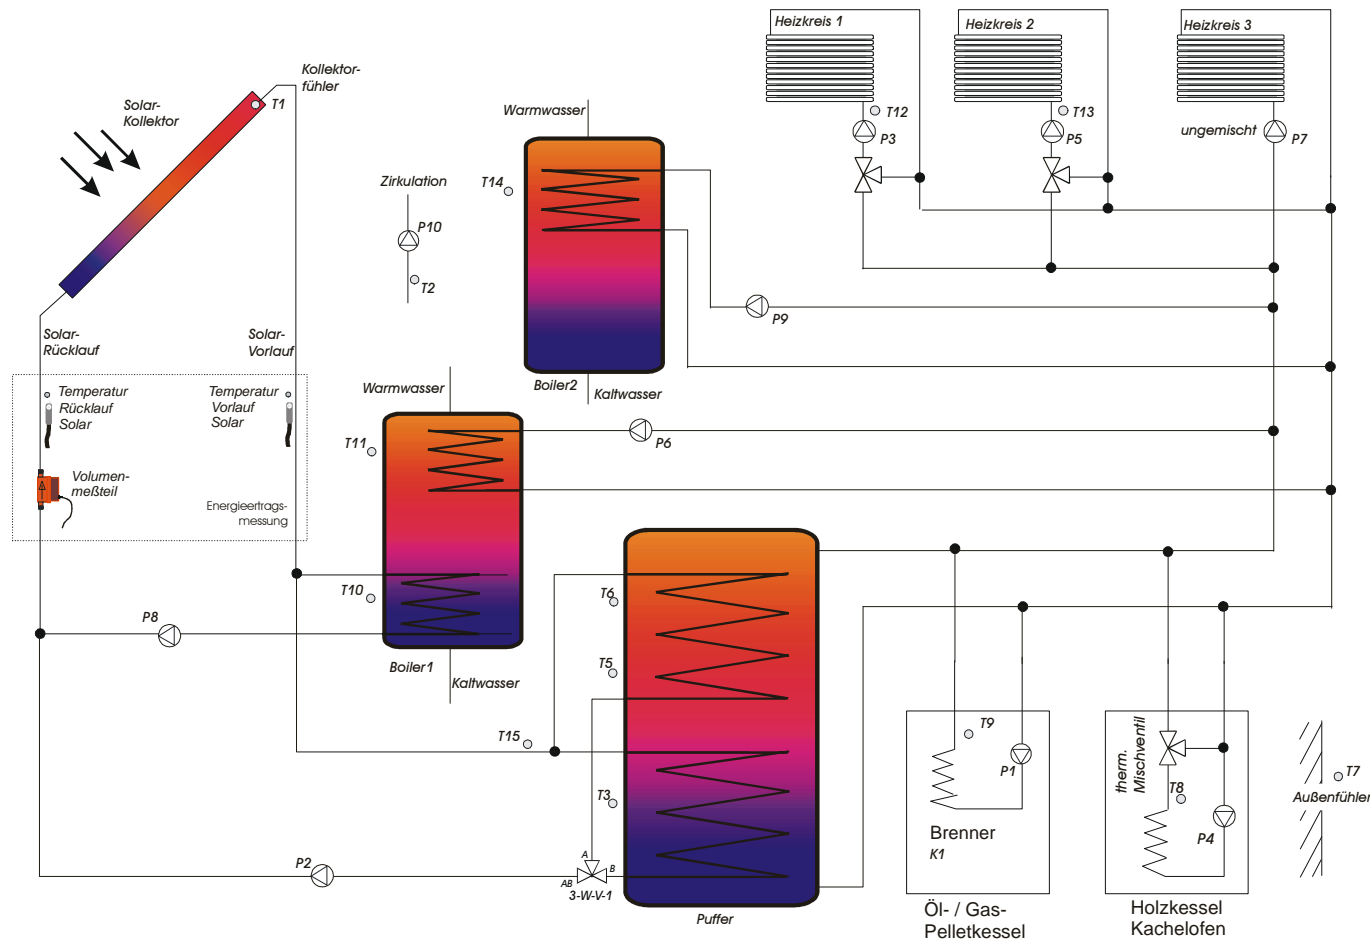 Heizkreis 1
Heizkreis 2
Heizkreis 3
Kollektor-
fühler
T1
Solar-
Kollektor
Warmwasser
T12
P3
T13
P5
ungemischt
P7
Zirkulation
T14
P10
T2
P9
Solar-
Rücklauf
Solar-
Vorlauf
Boiler2
Kaltwasser
Temperatur
Rücklauf
Solar
Temperatur
Vorlauf
Solar
Warmwasser
T11
P6
Volumen-
meßteil
Energieertrags-
messung
T10
P8
T6
Boiler1
Kaltwasser
T5
T15
T9
P1
therm.
Mischventil
T8
T7
Außenfühler
T3
P4
Brenner
K1
P2
A
AB
B
3-W-V-1
Puffer
Öl- / Gas-
Pelletkessel
Holzkessel
Kachelofen